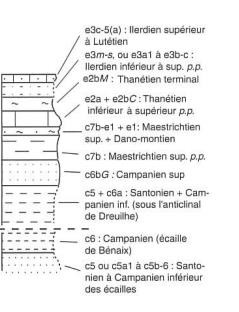 e3c-5(a) : Ilerdien supérieur
à Lutétien
e3m-s, ou e3a1 à e3b-c :
Ilerdien inférieur à sup. p.p.
e2bM : Thanétien terminal
e2a + e2bC : Thanétien
inférieur à supérieur p.p.
c7b-e1 + e1: Maestrichtien
sup. + Dano-montien
c7b : Maestrichtien sup. p.p.
c6bG : Campanien sup
c5 + c6a : Santonien + Cam-
panien inf. (sous l'anticlinal
de Dreuilhe)
c6 : Campanien (écaille
de Bénaix)
c5 ou c5a1 à c5b-6 : Santo-
nien à Campanien inférieur
des écailles